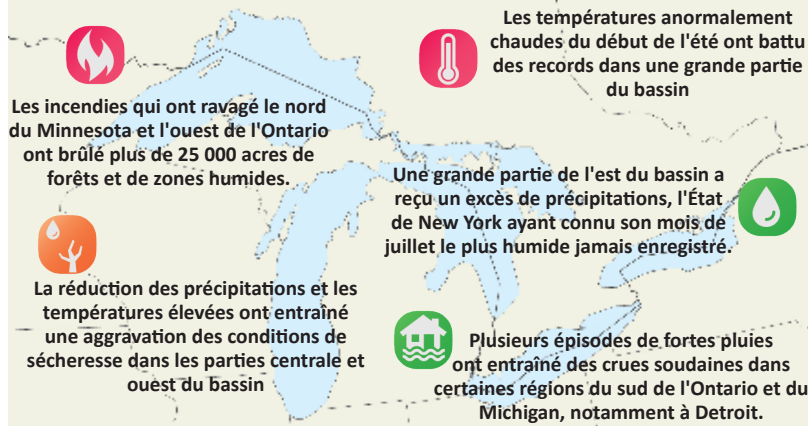 Les températures anormalement
chaudes du début de l'été ont battu
des records dans une grande partie
du bassin
Les incendies qui ont ravagé le nord
du Minnesota et l'ouest de l'Ontario
ont brûlé plus de 25 000 acres de
forêts et de zones humides.
Une grande partie de l'est du bassin a
reçu un excès de précipitations, l'État
de New York ayant connu son mois de
juillet le plus humide jamais enregistré.
La réduction des précipitations et les
températures élevées ont entraîné
une aggravation des conditions de
sécheresse dans les parties centrale et
ouest du bassin
Plusieurs épisodes de fortes pluies
ont entraîné des crues soudaines dans
certaines régions du sud de l'Ontario et du
Michigan, notamment à Detroit.